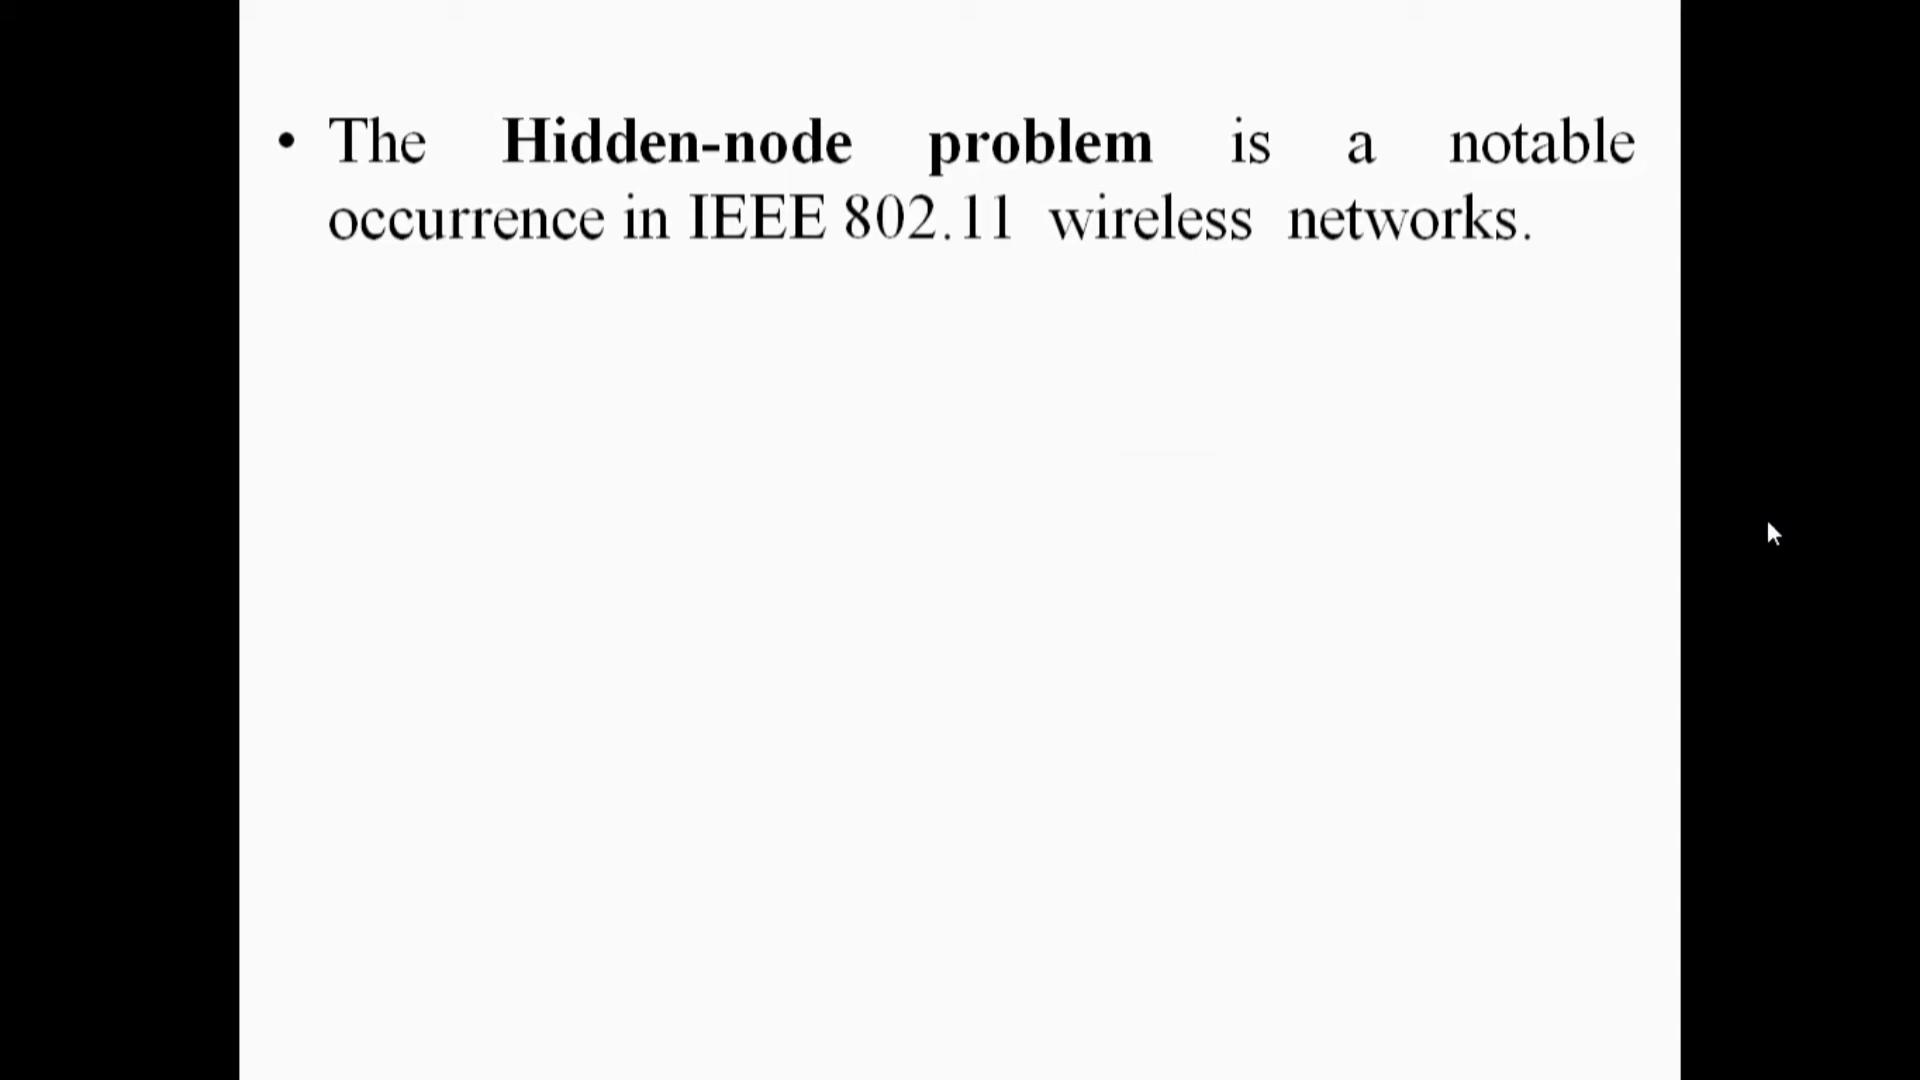 • The Hidden-node problem is a notable
occurrence in IEEE 802.11 wireless networks.